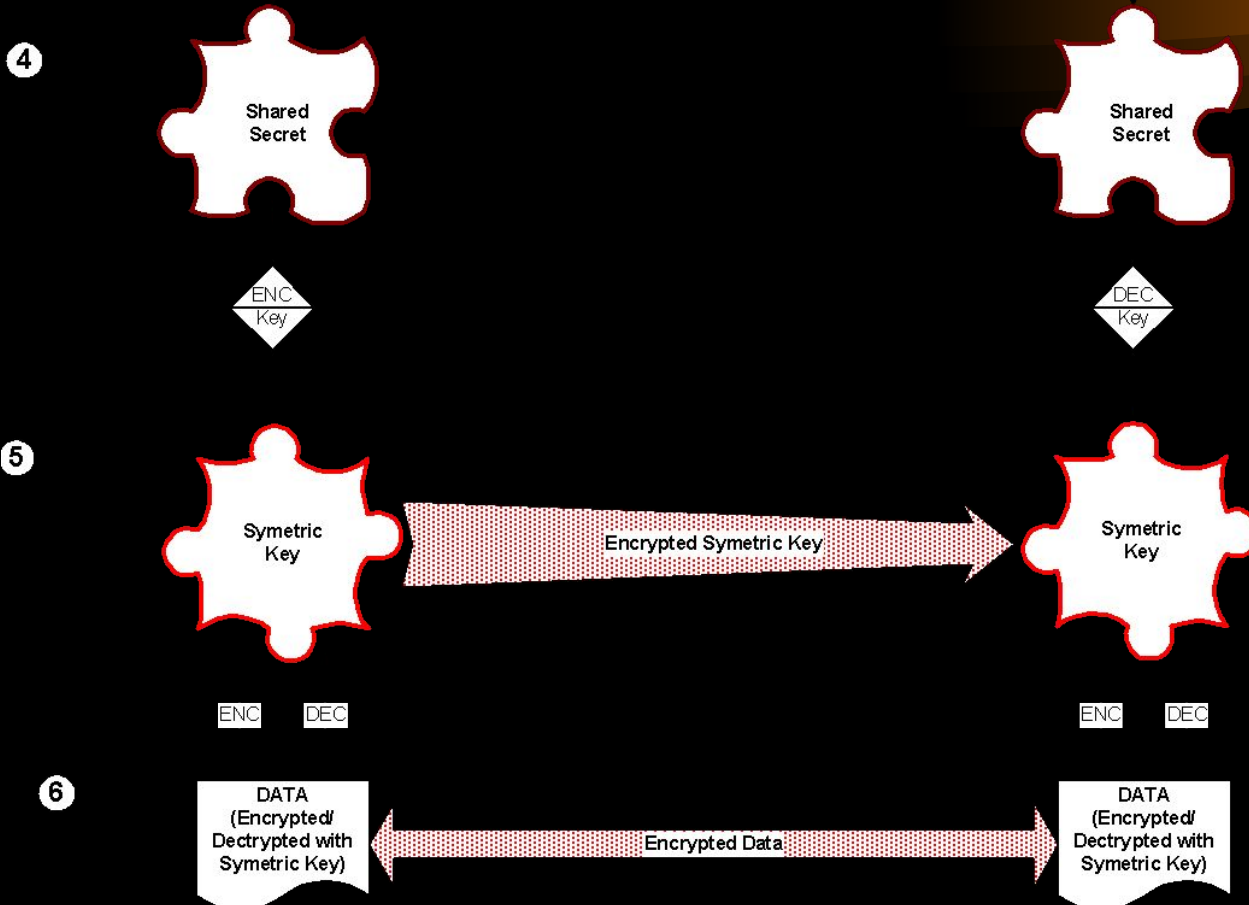 4
Shared
Secret
Shared
Secret
ENC
Key
DEC
Key
5
Symetric
Key
Encrypted Symetric Key
Symetric
Key
ENC
DEC
ENC
DEC
6
DATA
(Encrypted/
Dectrypted with
Symetric Key)
Encrypted Data
DATA
(Encrypted/
Dectrypted with
Symetric Key)